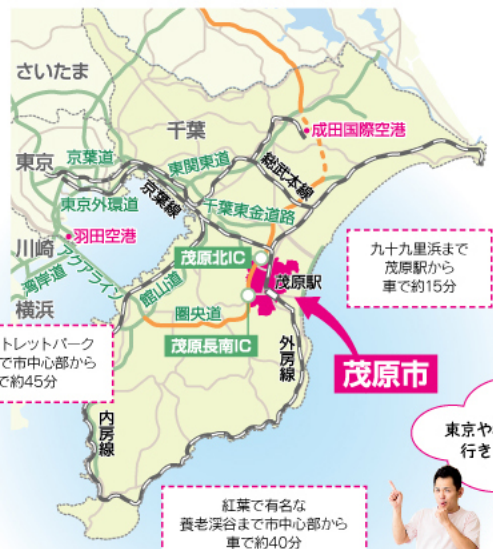 さいたま
千葉
成田国際空港
東京
京葉道
東関東道
総武本線
京葉線
東京外環道
千葉東金道路
羽田空港
川崎
アクアライン
湾岸道
横浜
館山道
茂原北IC
茂原駅
九十九里浜まで
茂原駅から
車で約15分
圏央道
茂原長南IC
外房線
茂原市
トレットパーク
で市中心部から
で約45分
内房線
東京や
行き
紅葉で有名な
養老渓谷まで市中心部から
車で約40分